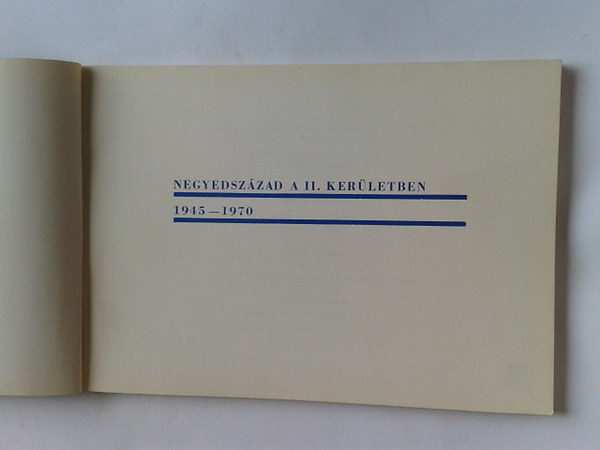 NEGYEDSZÁZAD A II. KERÜLETBEN
1945—1970